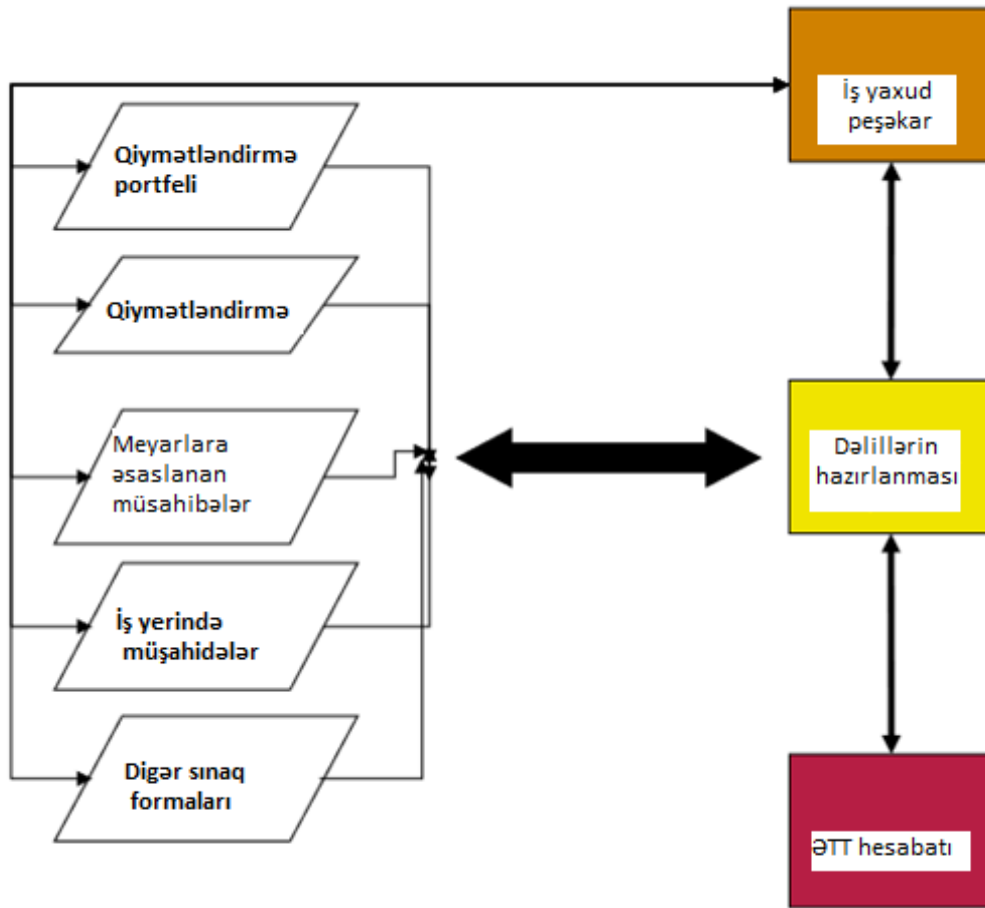 İş yaxud
peşəkar
Qiymətləndirmə
portfeli
Qiymətləndirmə
Meyarlara
əsaslanan
müsahibələr
Dəlillərin
hazırlanması
İş yerində
müşahidələr
Digər sınaq
formaları
ƏTT hesabatı